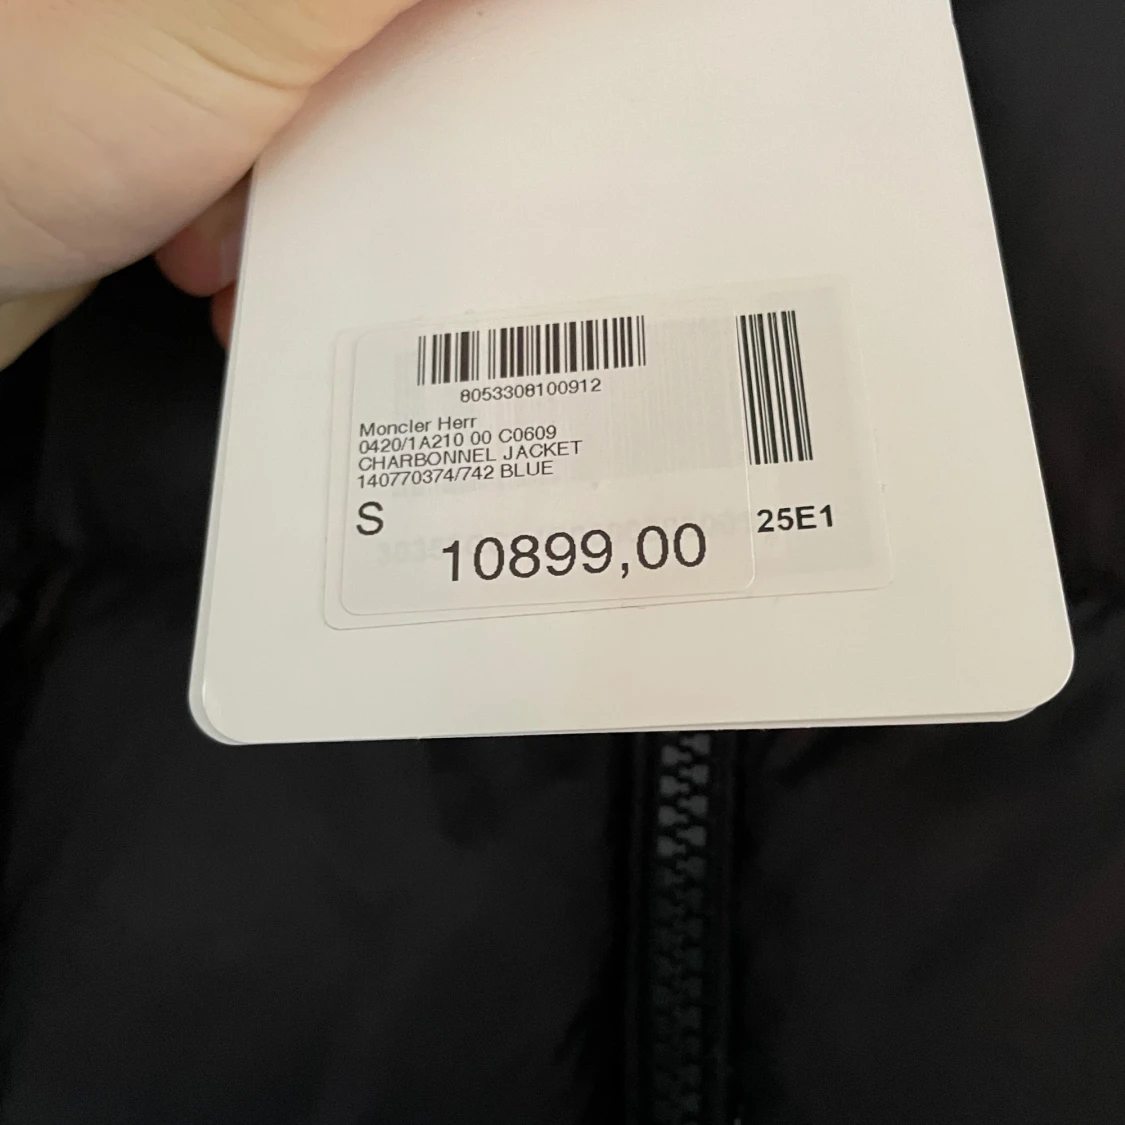 8053308100912
Moncler Herr
0420/1A210 00 C0609
CHARBONNEL JACKET
140770374/742 BLUE
S
10899,00
25E1